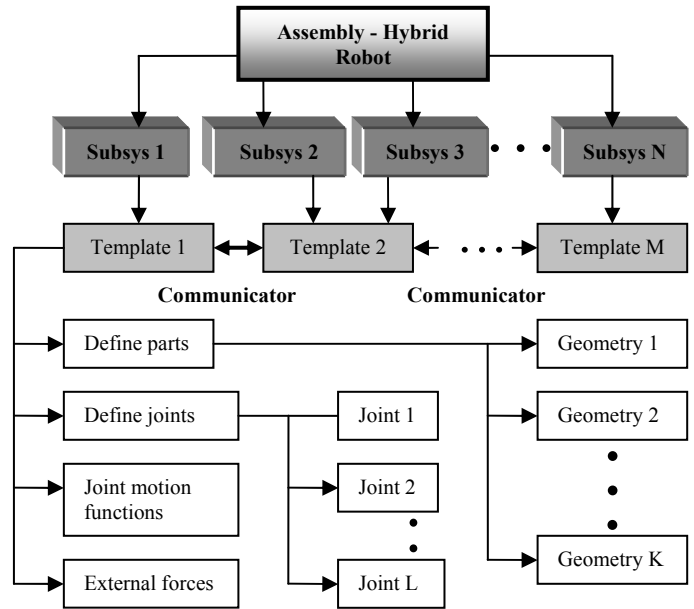 Assembly - Hybrid
Robot
Subsys 1
Subsys 2
Subsys 3
Subsys N
Template 1
Template 2
Template M
Communicator
Communicator
Define parts
Geometry 1
Define joints
Joint 1
Geometry 2
Joint motion
functions
Joint 2
External forces
Joint L
Geometry K